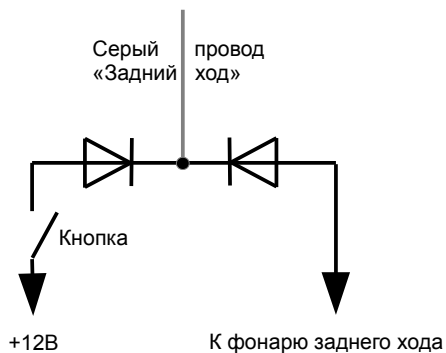 Серый провод
«Задний ход»
Кнопка
+12В
К фонарю заднего хода